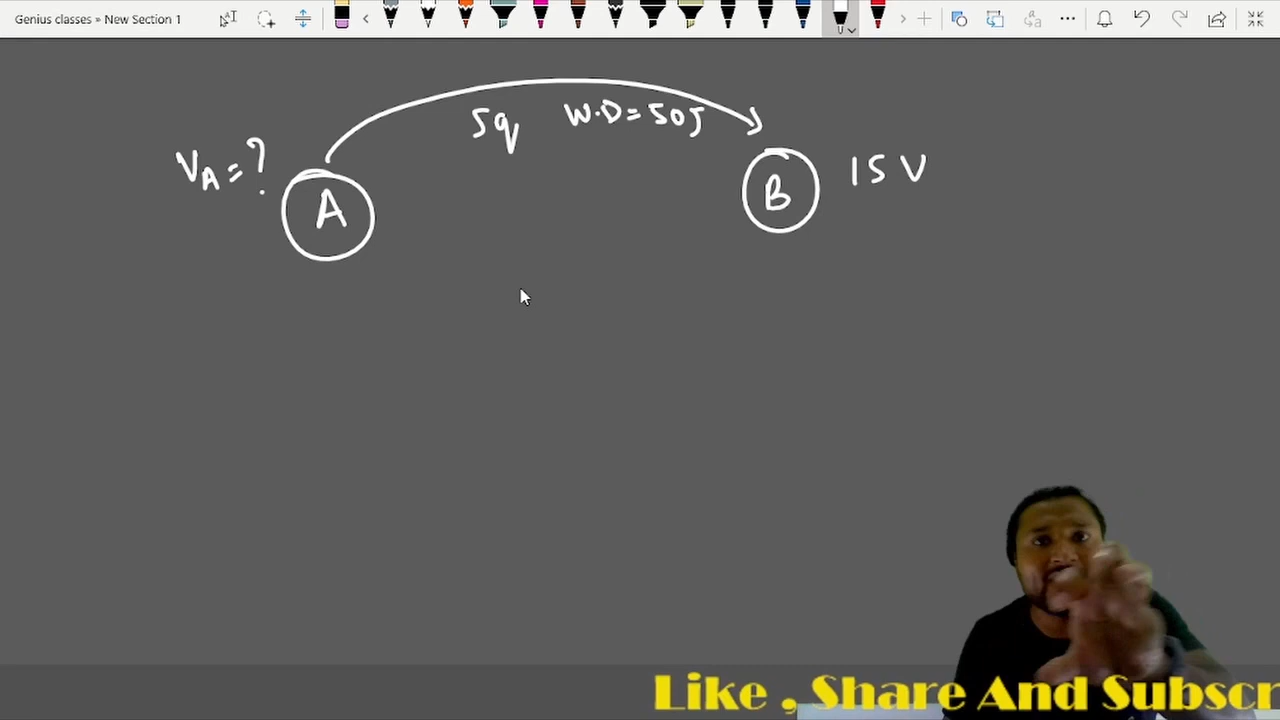 Genius classes » New Section 1
5q W.D = 50J
VA = ?
A
B
15 V
Like , Share And Subscr